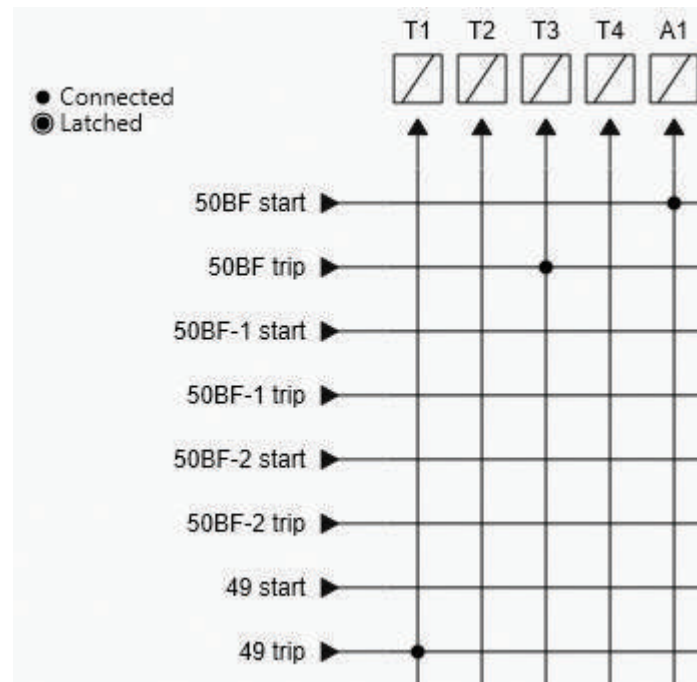 T1 T2 T3 T4 A1
Connected
Latched
50BF start
50BF trip
50BF-1 start
50BF-1 trip
50BF-2 start
50BF-2 trip
49 start
49 trip